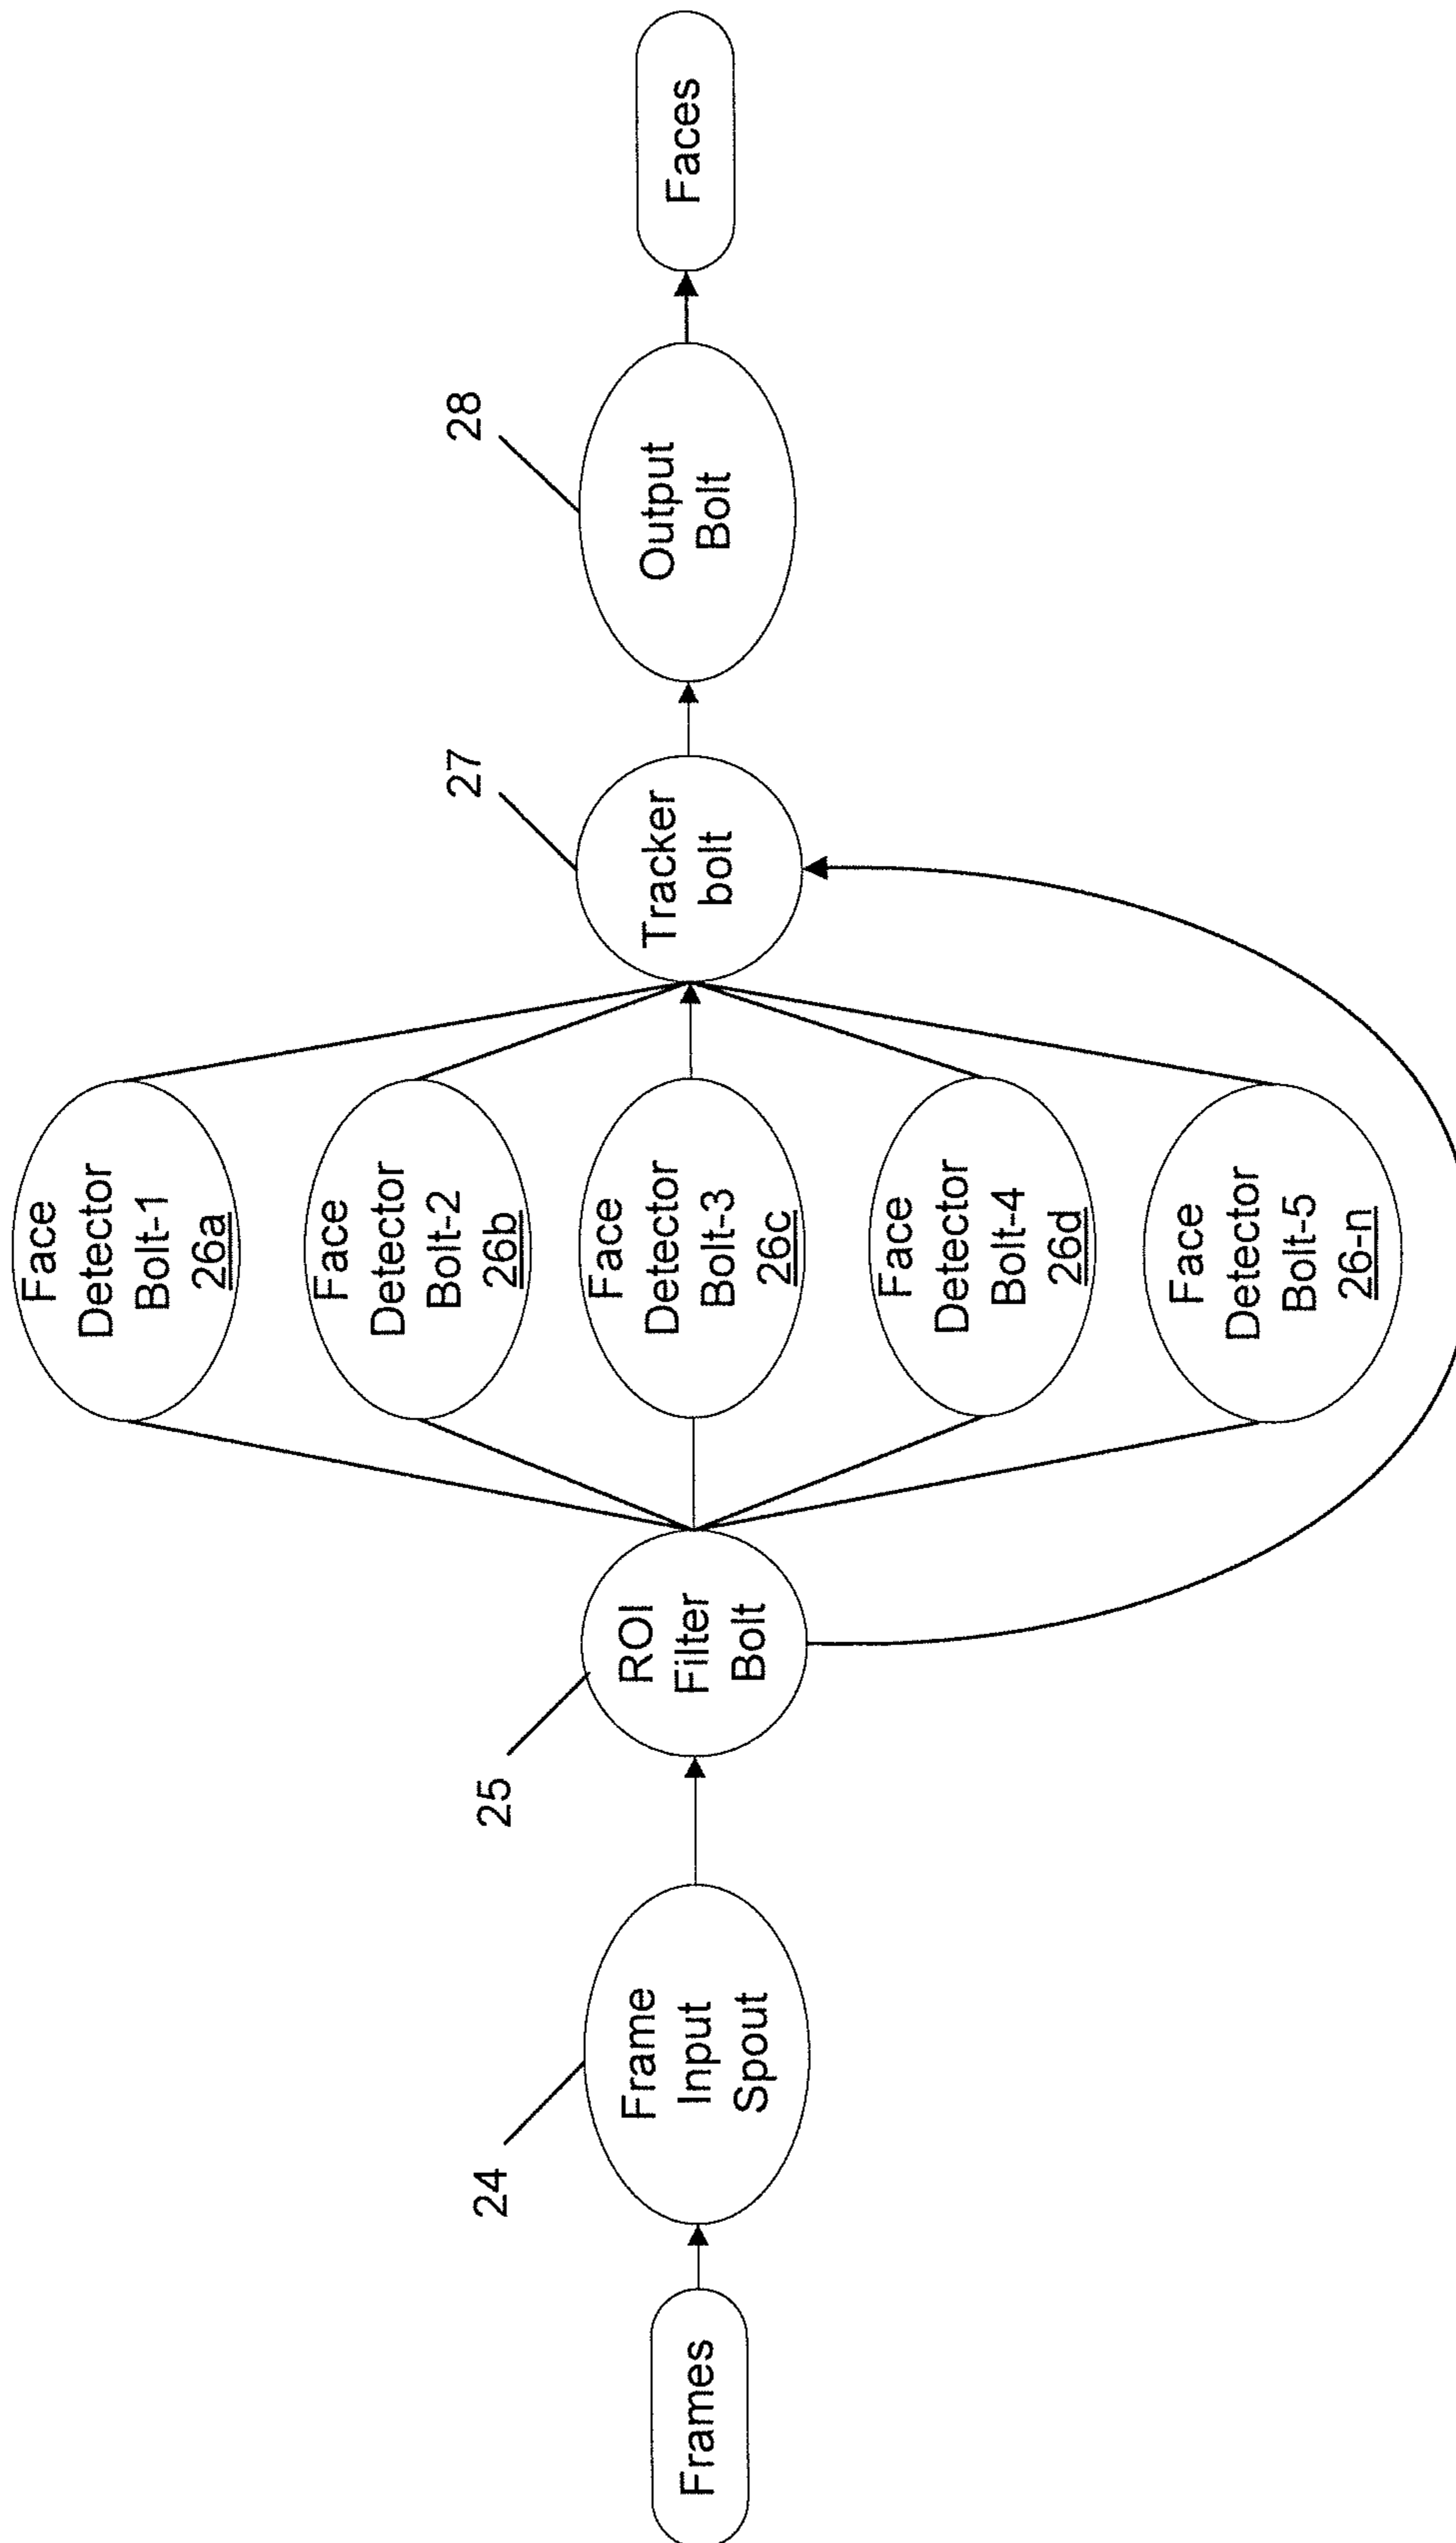 Frames
24
Frame
Input
Spout
25
ROI
Filter
Bolt
Face
Detector
Bolt-1
26a
Face
Detector
Bolt-2
26b
Face
Detector
Bolt-3
26c
Face
Detector
Bolt-4
26d
Face
Detector
Bolt-5
26-n
27
Tracker
bolt
28
Output
Bolt
Faces